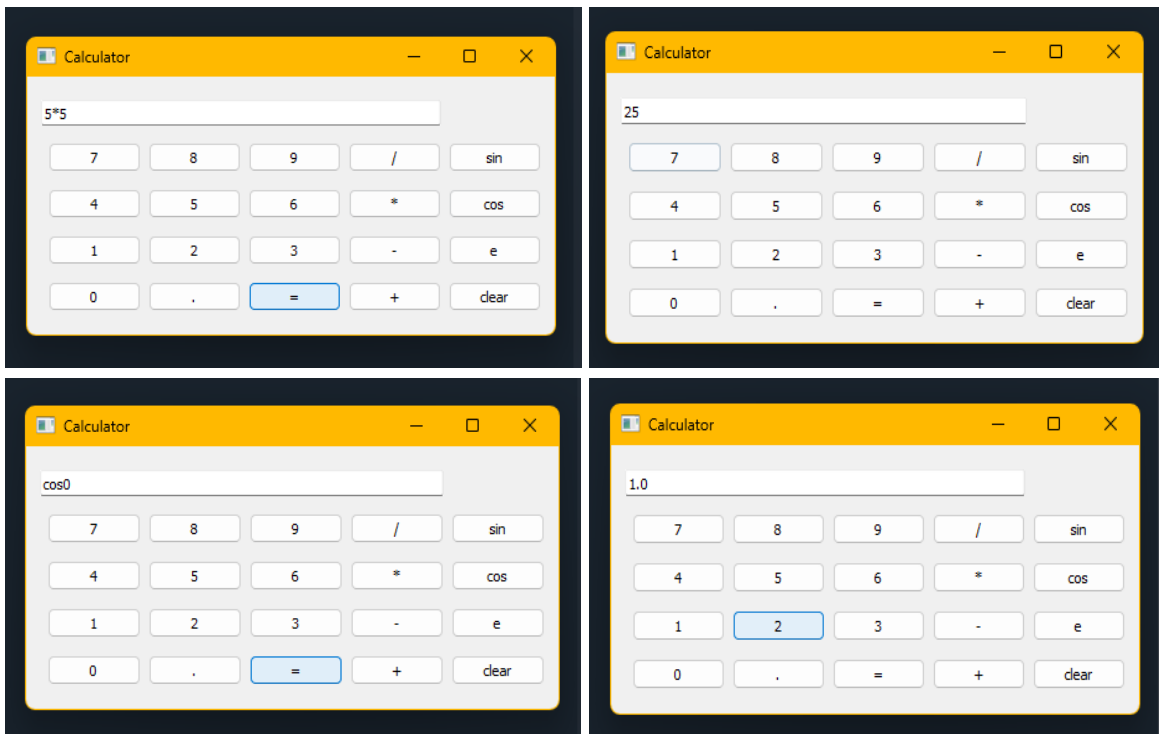 Calculator
5*5
7 8 9 / sin
4 5 6 * cos
1 2 3 - e
0 . = + clear
Calculator
25
7 8 9 / sin
4 5 6 * cos
1 2 3 - e
0 . = + clear
Calculator
cos0
7 8 9 / sin
4 5 6 * cos
1 2 3 - e
0 . = + clear
Calculator
1.0
7 8 9 / sin
4 5 6 * cos
1 2 3 - e
0 . = + clear